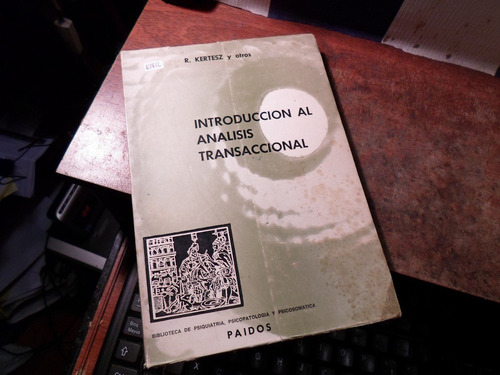 R. KERTESZ y otros
INTRODUCCION AL
ANALISIS
TRANSACCIONAL
BIBLIOTECA DE PSIQUIATRIA, PSICOPATOLOGIA Y PSICOSOMATICA
PAIDOS